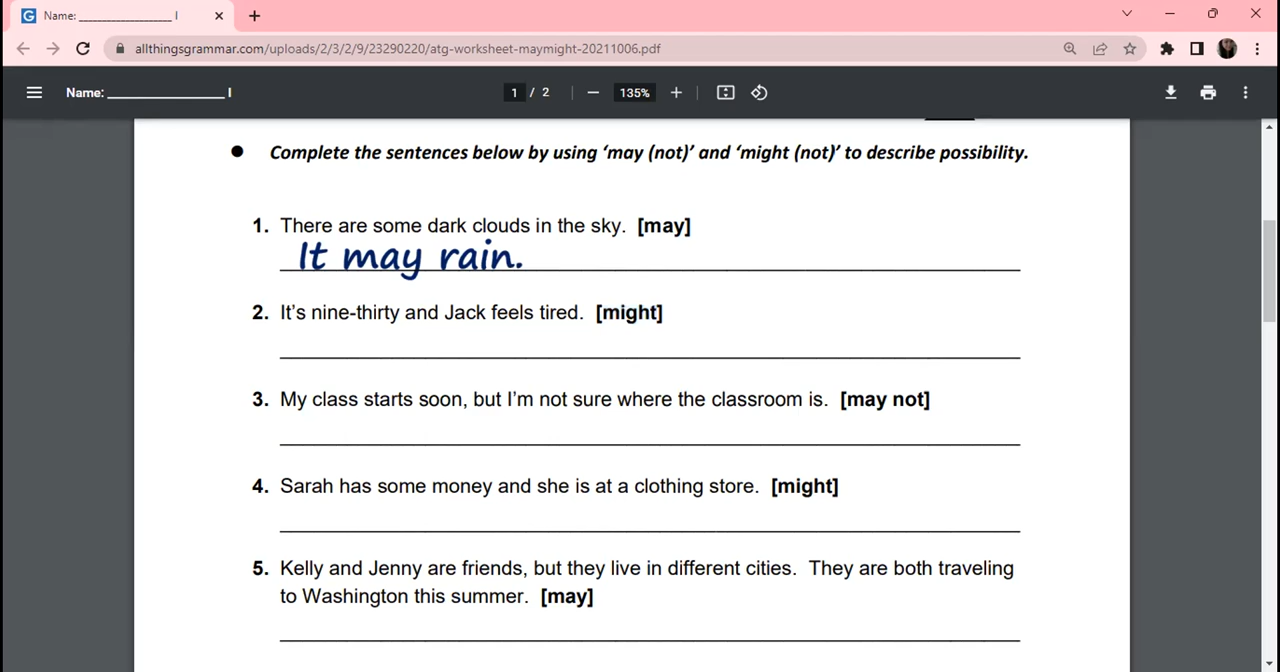 Name: ____________________ l
allthingsgrammar.com/uploads/2/3/2/9/23290220/atg-worksheet-maymight-20211006.pdf
Name: ________________ l
1 / 2
135%
Complete the sentences below by using ‘may (not)’ and ‘might (not)’ to describe possibility.
1. There are some dark clouds in the sky. [may]
It may rain.
2. It’s nine-thirty and Jack feels tired. [might]
3. My class starts soon, but I’m not sure where the classroom is. [may not]
4. Sarah has some money and she is at a clothing store. [might]
5. Kelly and Jenny are friends, but they live in different cities. They are both traveling
to Washington this summer. [may]